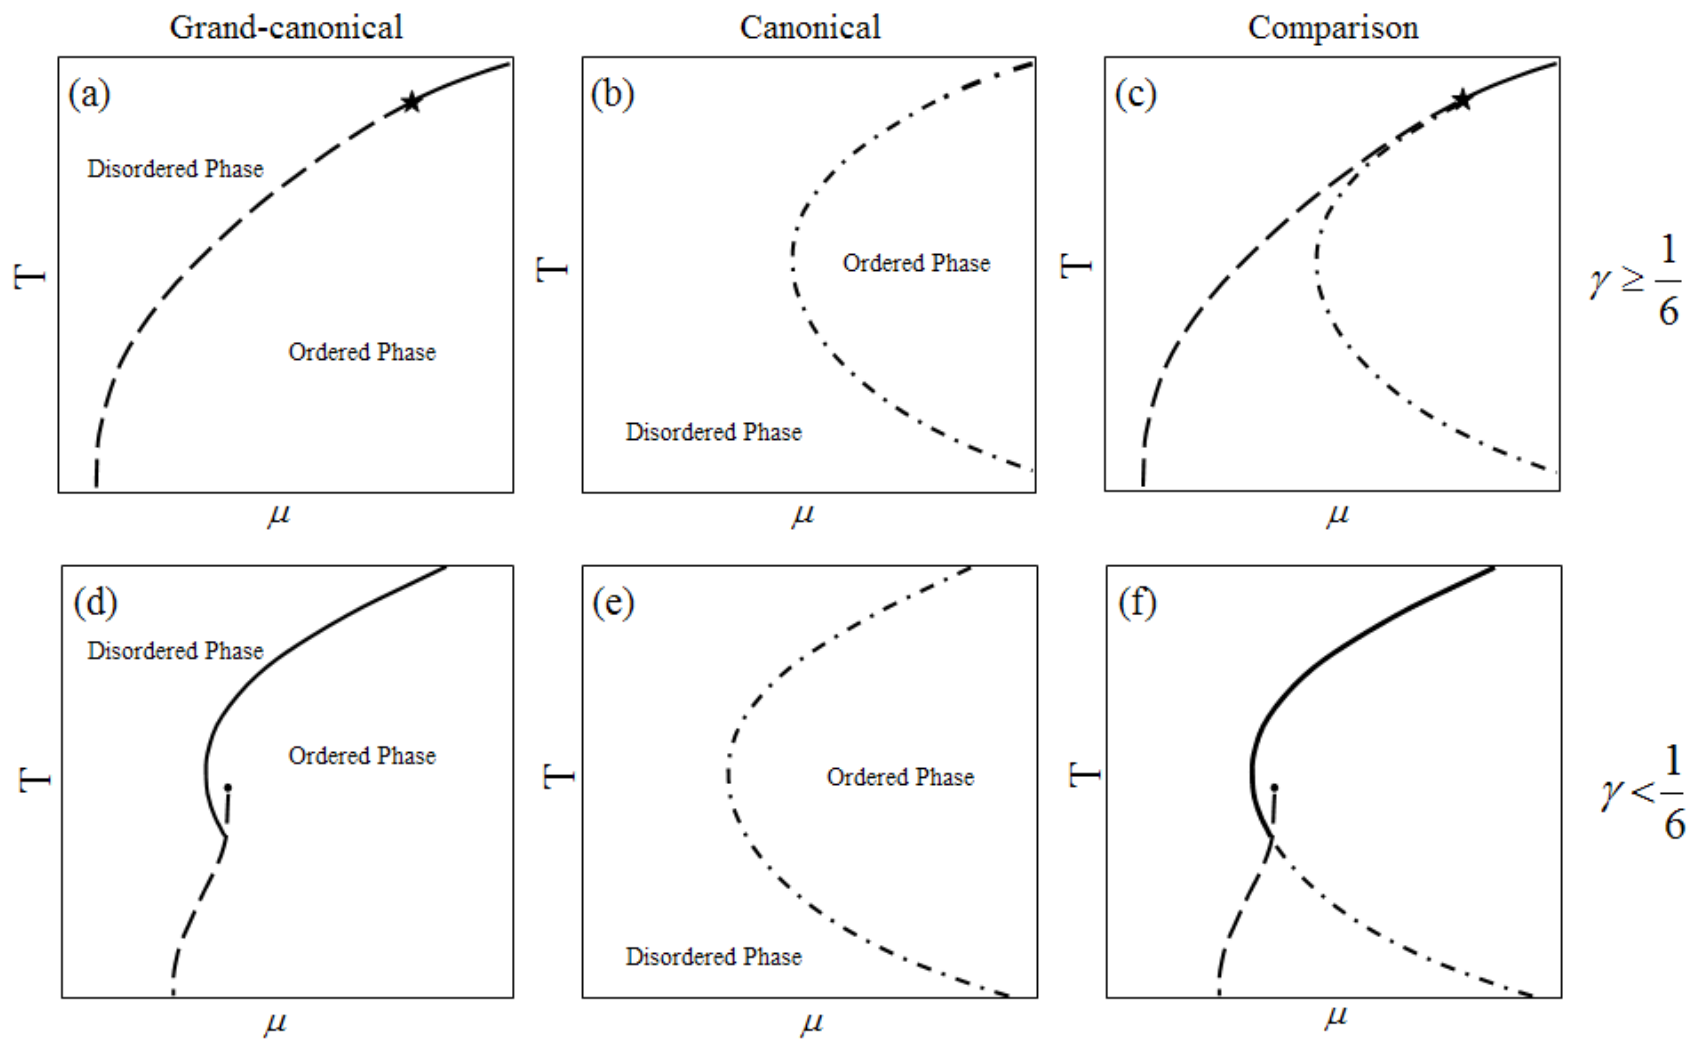 Grand-canonical
Canonical
Comparison
(a)
Disordered Phase
Ordered Phase
T
μ
(b)
Ordered Phase
Disordered Phase
T
μ
(c)
T
μ
γ ≥ 1/6
(d)
Disordered Phase
Ordered Phase
T
μ
(e)
Ordered Phase
Disordered Phase
T
μ
(f)
T
μ
γ < 1/6